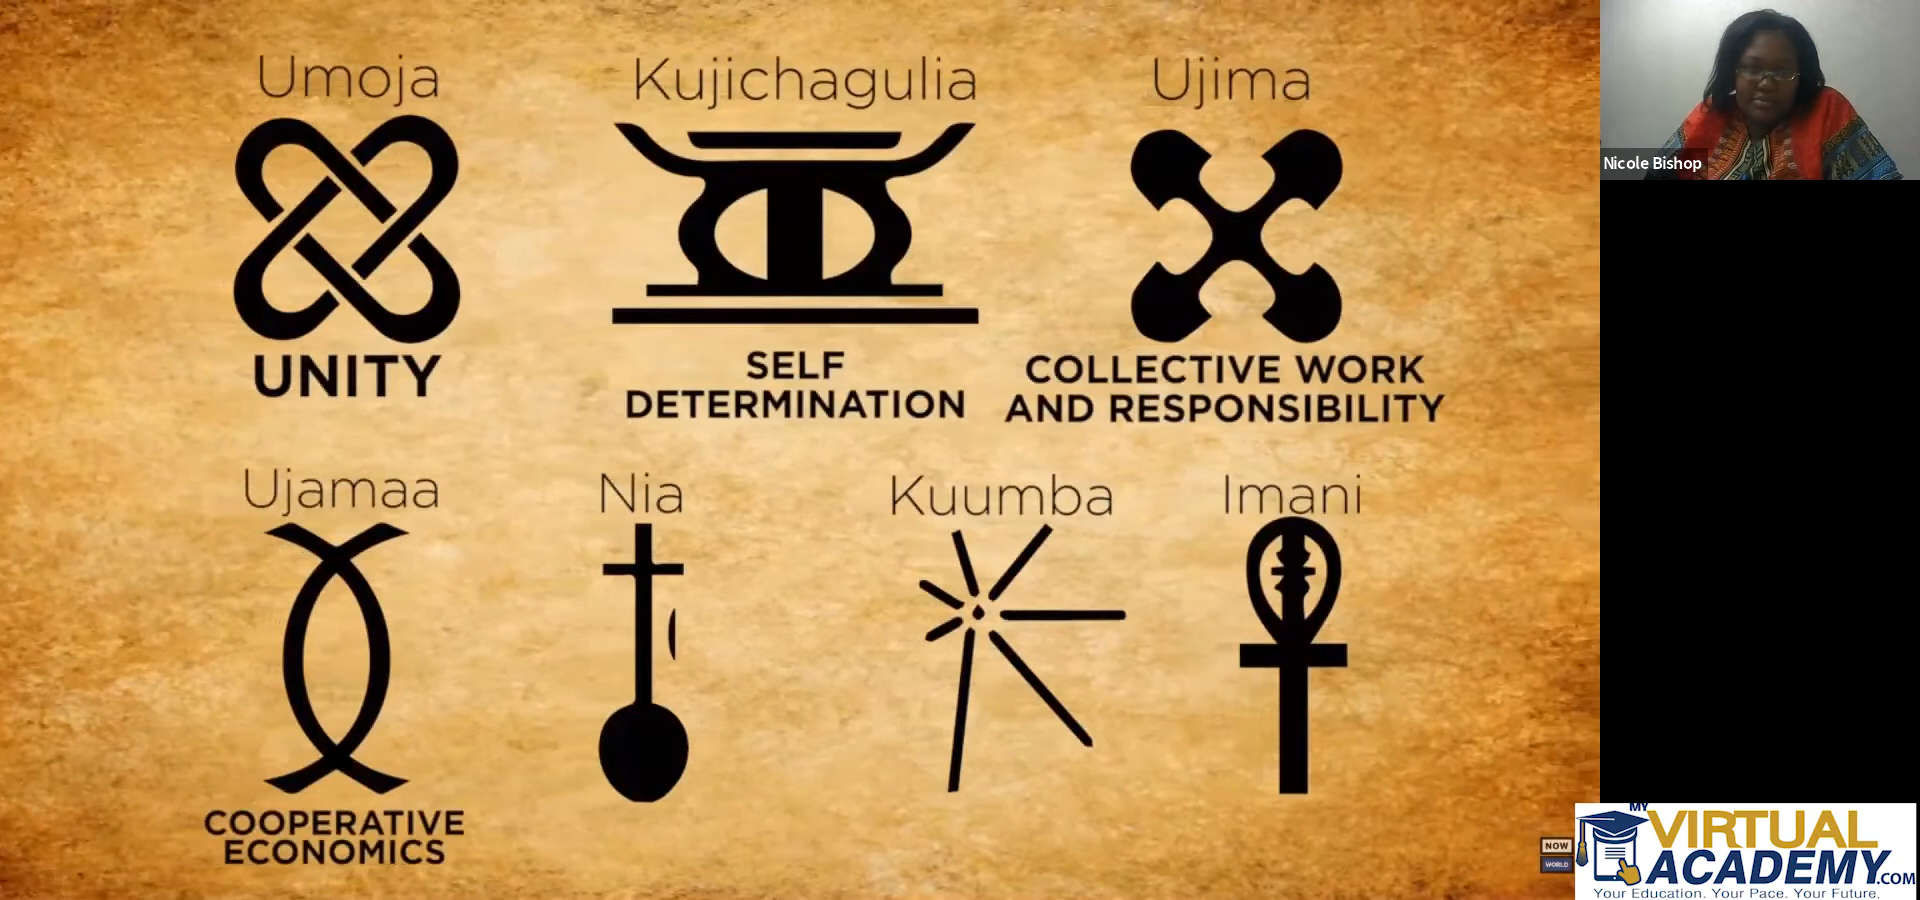 Umoja
Kujichagulia
Ujima
UNITY
SELF
DETERMINATION
COLLECTIVE WORK
AND RESPONSIBILITY
Ujamaa
Nia
Kuumba
Imani
COOPERATIVE
ECONOMICS
Nicole Bishop
NOW
WORLD
MY
VIRTUAL
ACADEMY.COM
Your Education. Your Pace. Your Future.